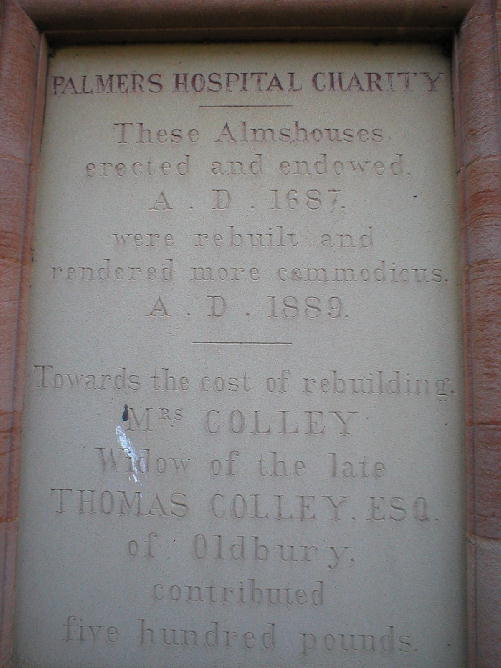 PALMERS HOSPITAL CHARITY
These Almshouses
erected and endowed.
A . D . 1687.
were rebuilt and
rendered more commodious.
A . D . 1889.
Towards the cost of rebuilding.
MRS COLLEY
Widow of the late
THOMAS COLLEY. ESQ.
of Oldbury,
contributed
five hundred pounds.